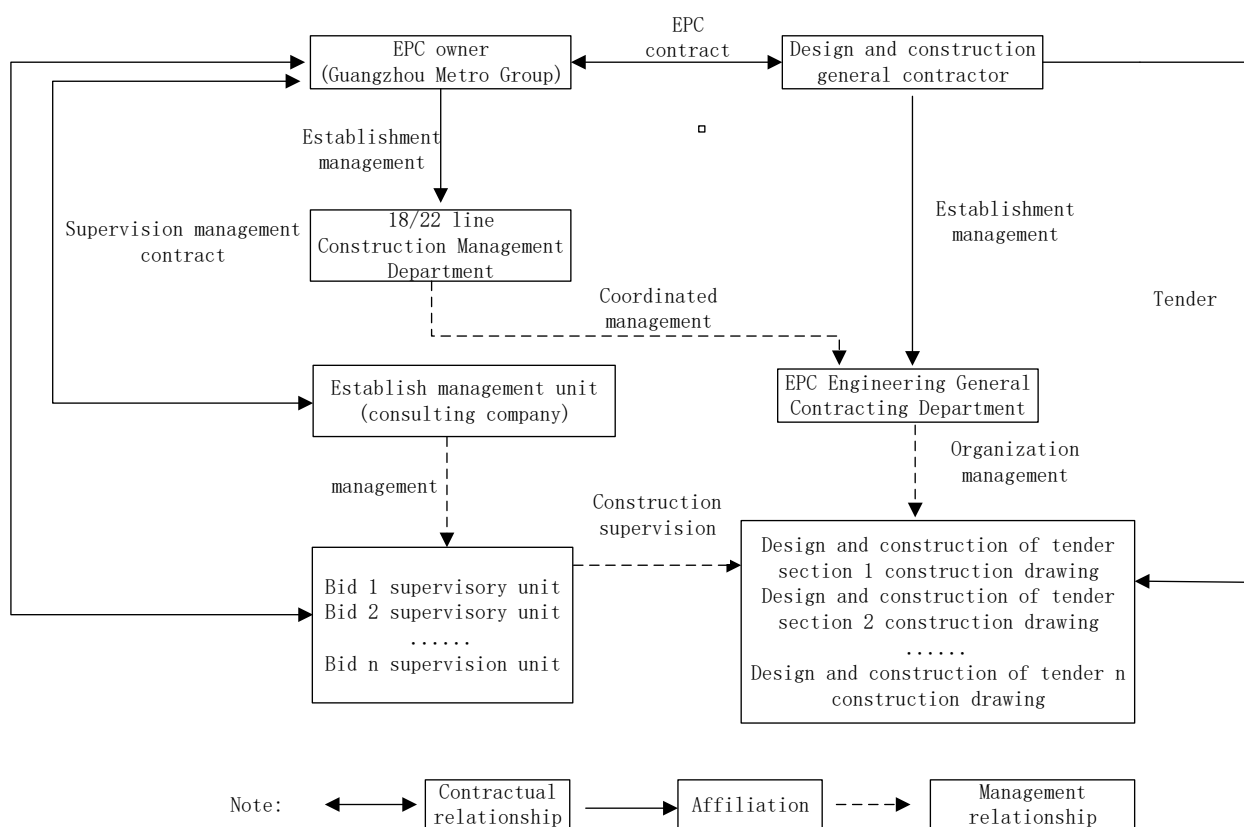 EPC owner
(Guangzhou Metro Group)
EPC
contract
Design and construction
general contractor
Establishment
management
18/22 line
Construction Management
Department
Supervision management
contract
Establishment
management
Tender
Coordinated
management
Establish management unit
(consulting company)
EPC Engineering General
Contracting Department
management
Organization
management
Construction
supervision
Bid 1 supervisory unit
Bid 2 supervisory unit
......
Bid n supervision unit
Design and construction of tender
section 1 construction drawing
Design and construction of tender
section 2 construction drawing
......
Design and construction of tender n
construction drawing
Note:
Contractual
relationship
Affiliation
Management
relationship